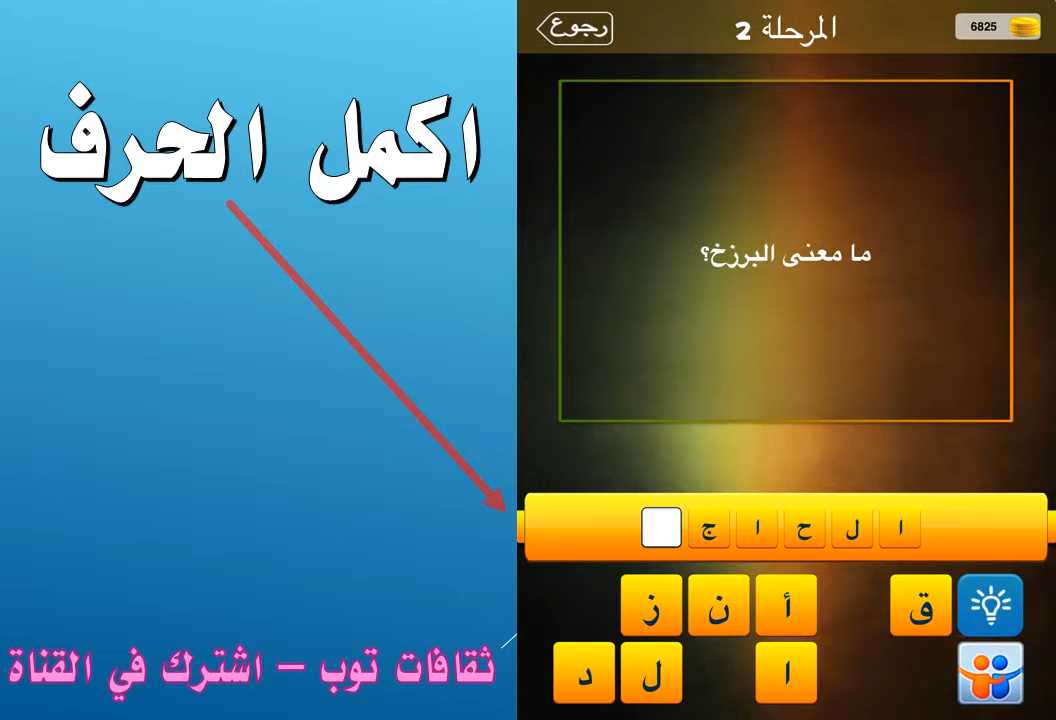 اكمل الحرف
ثقافات توب – اشترك في القناة
رجوع
المرحلة 2
6825
ما معنى البرزخ؟
ا ل ح ا ج
ق أ ن ز
ا ل د